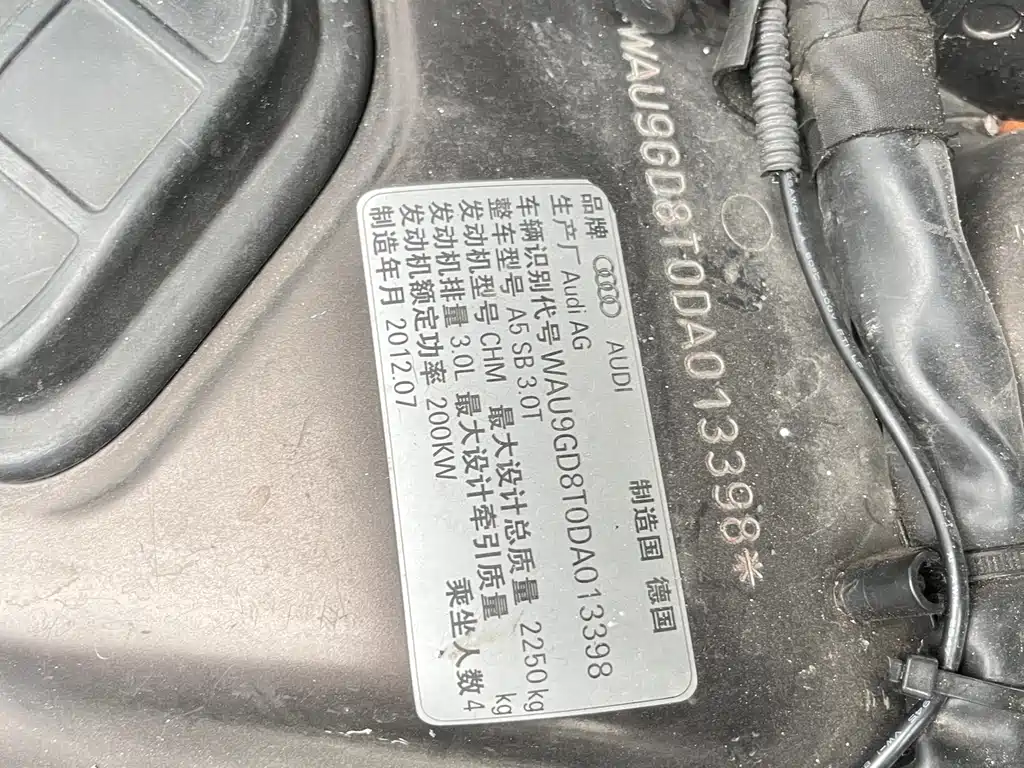 WAU9GD8T0DA013398*
品牌 AUDI 制造国 德国
生产厂 Audi AG
车辆识别代号 WAU9GD8T0DA013398
整车型号 A5 SB 3.0T
发动机型号 CHM 最大设计总质量 2250 kg
发动机排量 3.0L 最大设计牵引质量 kg
发动机额定功率 200KW 乘坐人数 4
制造年月 2012.07